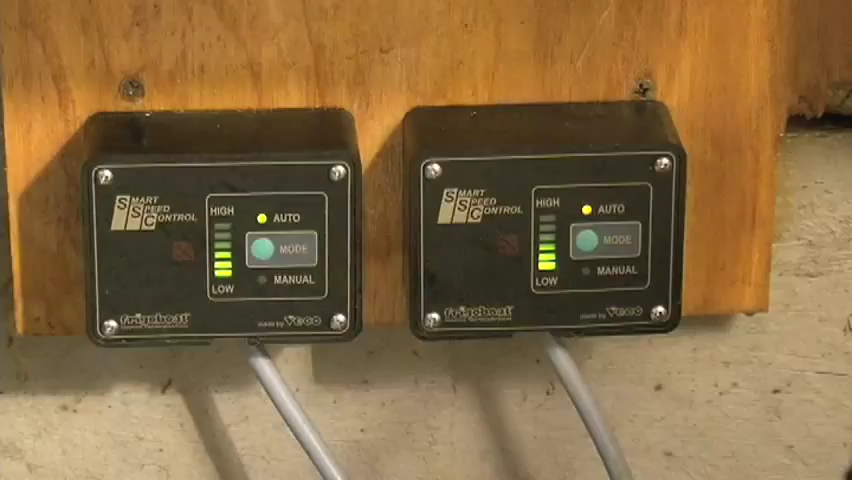 SMART
SPEED
CONTROL
HIGH
AUTO
MODE
MANUAL
LOW
frigoboat
made by Veco
SMART
SPEED
CONTROL
HIGH
AUTO
MODE
MANUAL
LOW
frigoboat
made by Veco